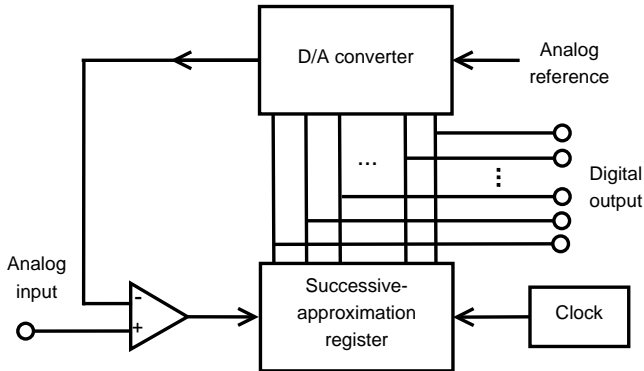 D/A converter
Analog
reference
...
...
Digital
output
Analog
input
-
+
Successive-
approximation
register
Clock